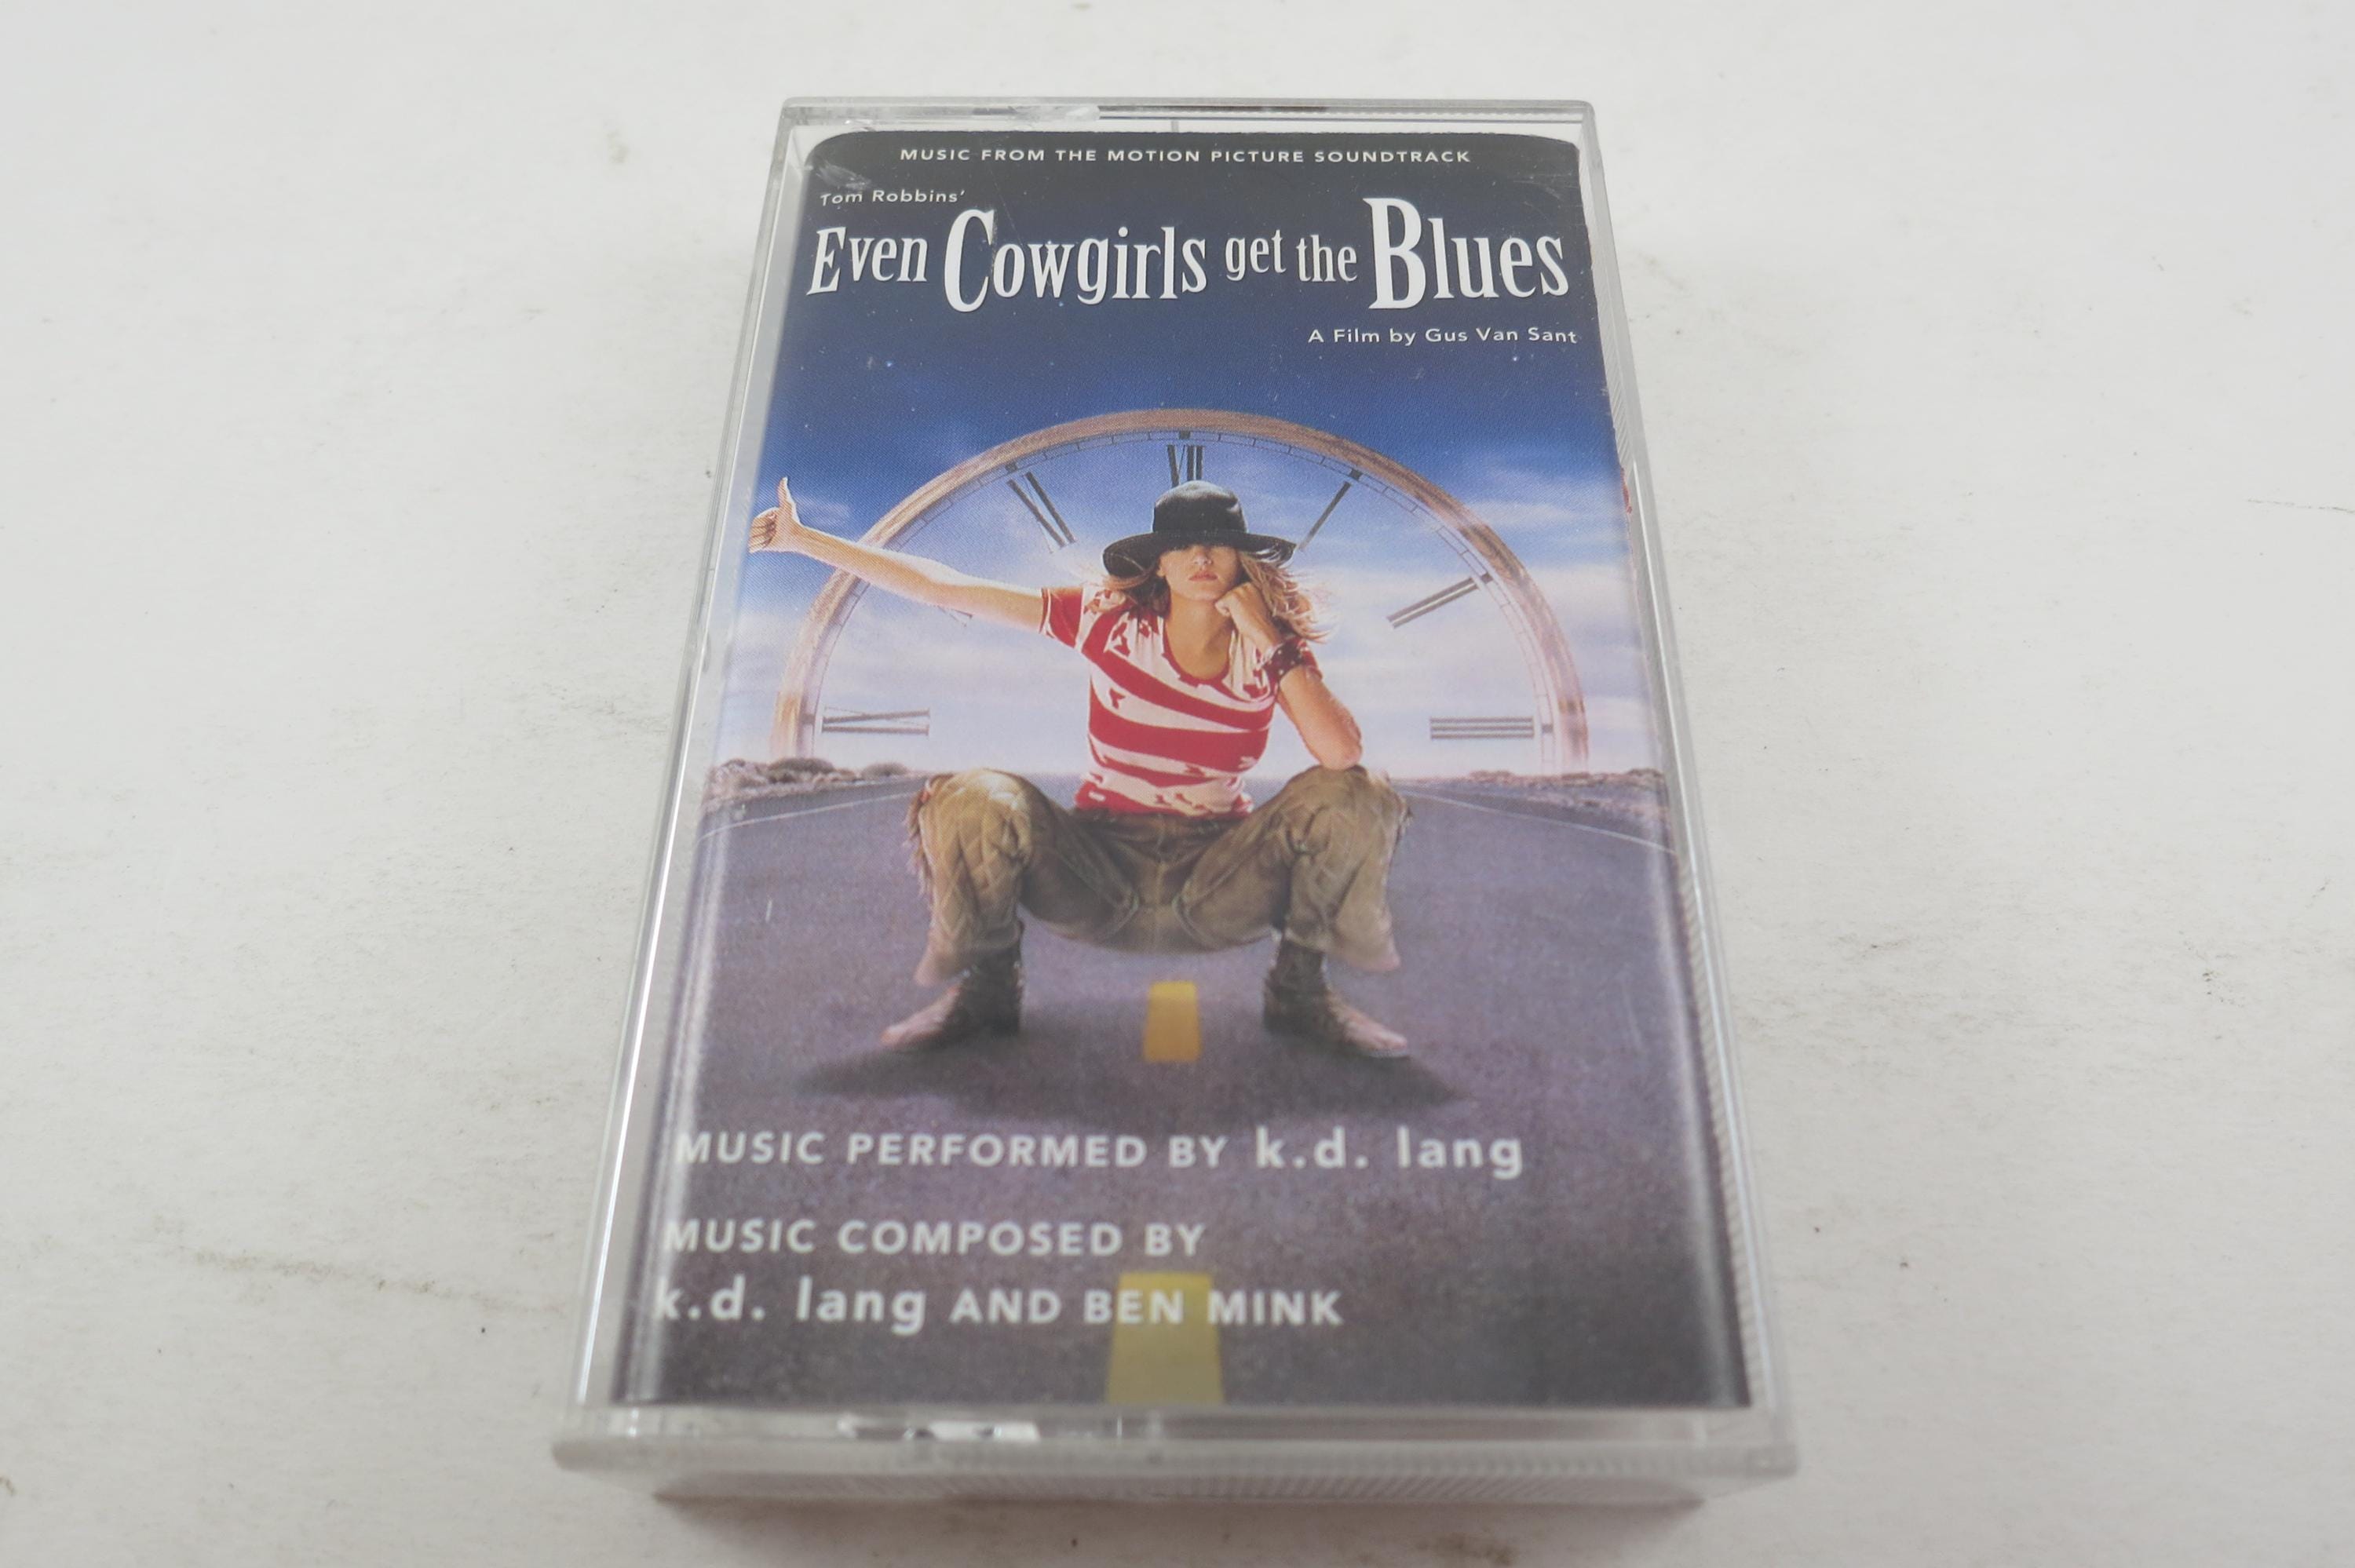 MUSIC FROM THE MOTION PICTURE SOUNDTRACK
Tom Robbins'
Even Cowgirls get the Blues
A Film by Gus Van Sant
XII
MUSIC PERFORMED BY k.d. lang
MUSIC COMPOSED BY
k.d. lang AND BEN MINK